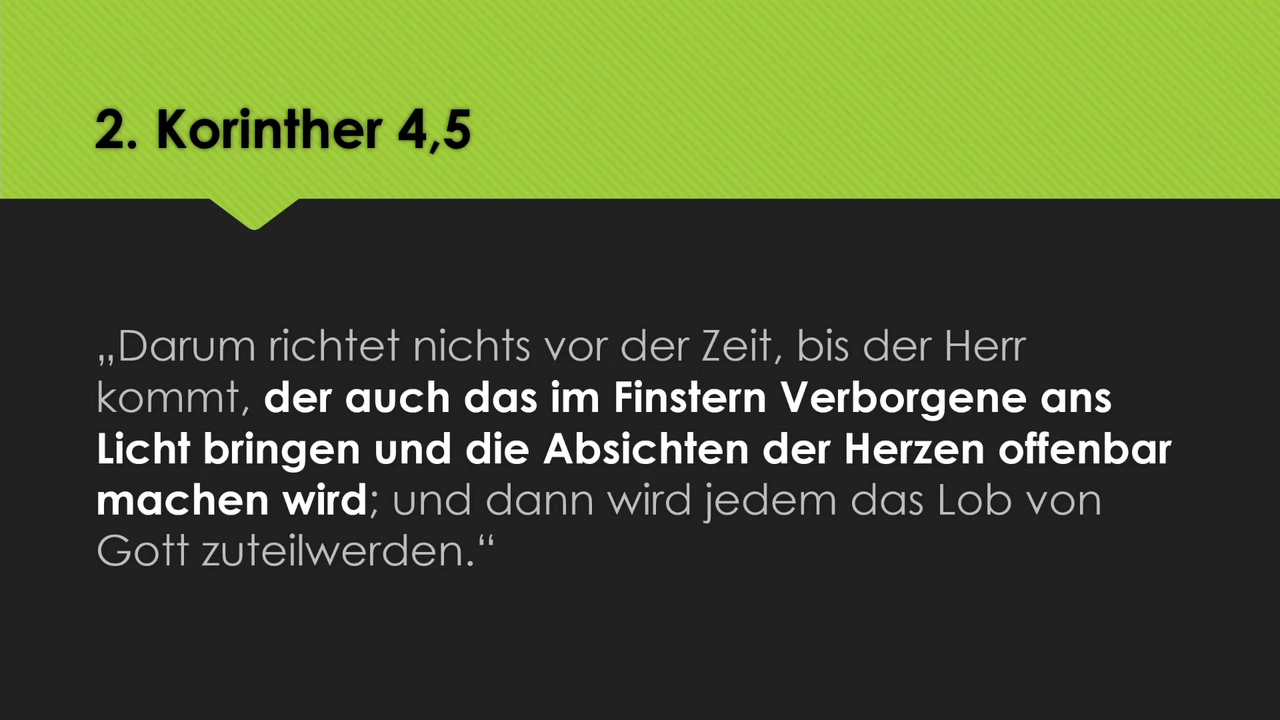 2. Korinther 4,5
„Darum richtet nichts vor der Zeit, bis der Herr
kommt, der auch das im Finstern Verborgene ans
Licht bringen und die Absichten der Herzen offenbar
machen wird; und dann wird jedem das Lob von
Gott zuteilwerden.“